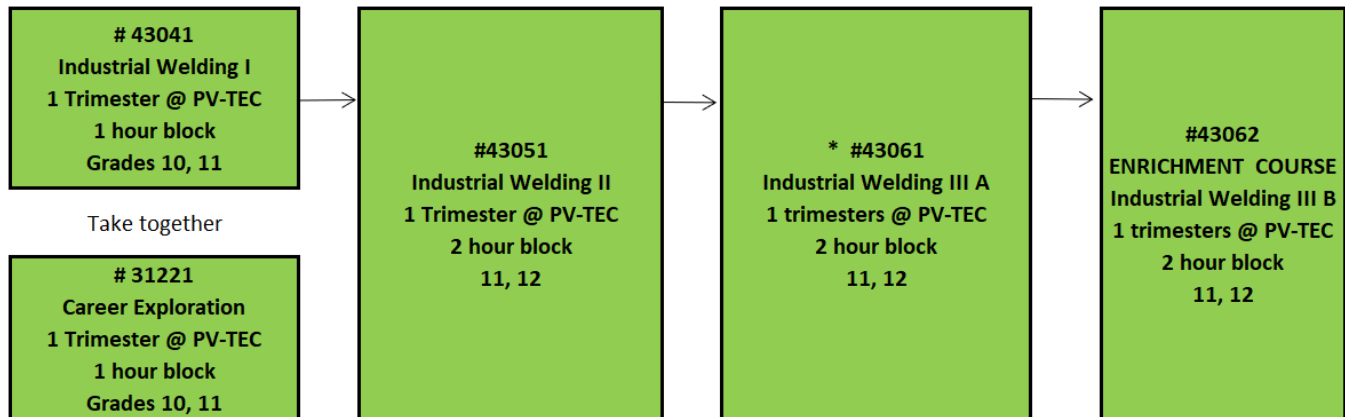 # 43041
Industrial Welding I
1 Trimester @ PV-TEC
1 hour block
Grades 10, 11
Take together
# 31221
Career Exploration
1 Trimester @ PV-TEC
1 hour block
Grades 10, 11
#43051
Industrial Welding II
1 Trimester @ PV-TEC
2 hour block
11, 12
* #43061
Industrial Welding III A
1 trimesters @ PV-TEC
2 hour block
11, 12
#43062
ENRICHMENT COURSE
Industrial Welding III B
1 trimesters @ PV-TEC
2 hour block
11, 12